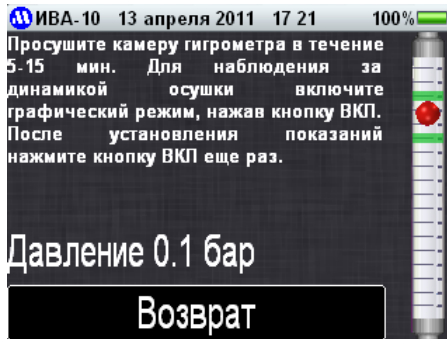 ИВА-10 13 апреля 2011 17 21 100%
Просушите камеру гигрометра в течение
5-15 мин. Для наблюдения за
динамикой осушки включите
графический режим, нажав кнопку ВКЛ.
После установления показаний
нажмите кнопку ВКЛ еще раз.
Давление 0.1 бар
Возврат